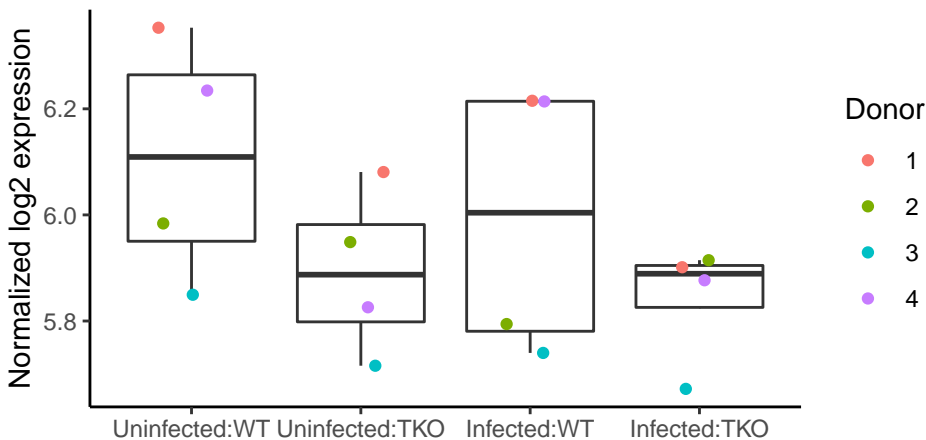 Normalized log2 expression
6.2
6.0
5.8
Uninfected:WT Uninfected:TKO Infected:WT Infected:TKO
Donor
1
2
3
4